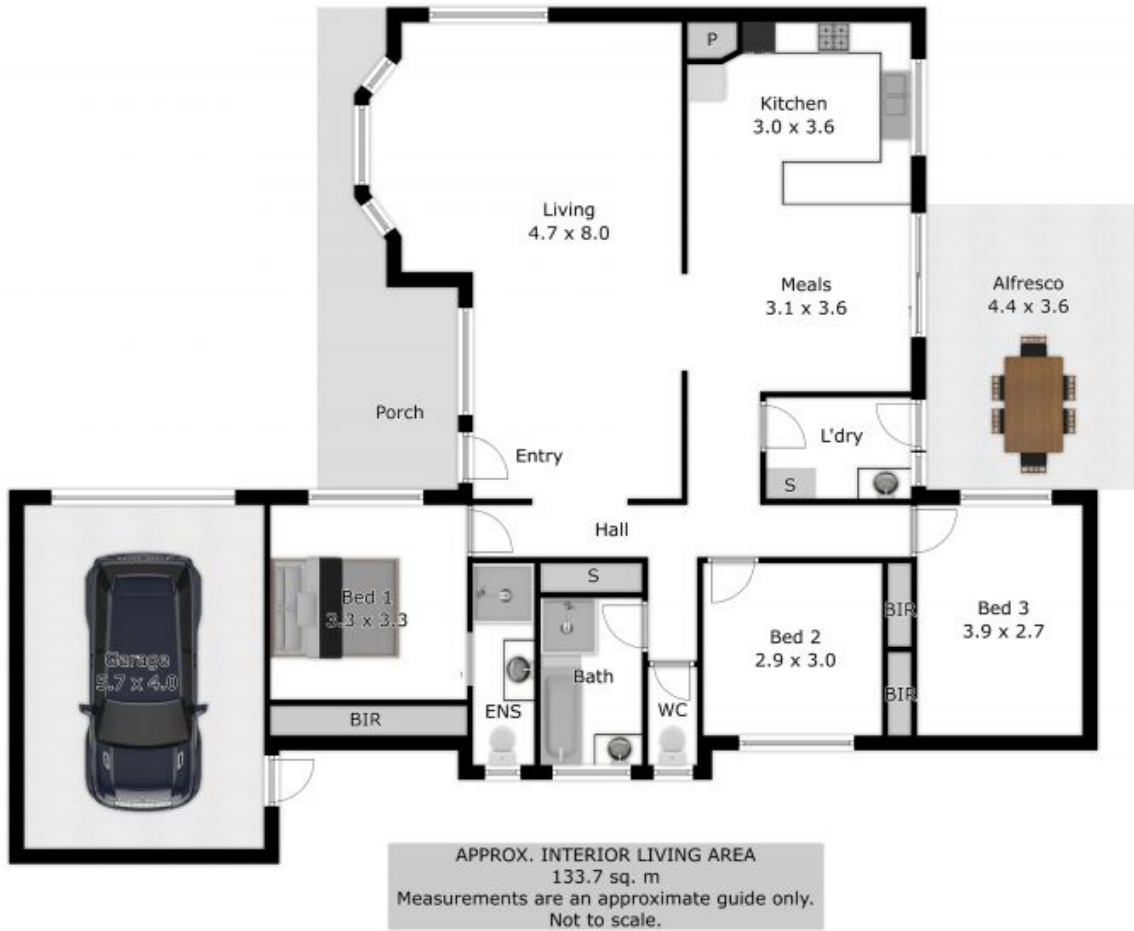 P
Kitchen
3.0 x 3.6
Living
4.7 x 8.0
Meals
3.1 x 3.6
Alfresco
4.4 x 3.6
Porch
Entry
L'dry
S
Hall
S
Bed 1
3.3 x 3.3
Garage
5.7 x 4.0
BIR
ENS
Bath
WC
Bed 2
2.9 x 3.0
BIR
BIR
Bed 3
3.9 x 2.7
APPROX. INTERIOR LIVING AREA
133.7 sq. m
Measurements are an approximate guide only.
Not to scale.